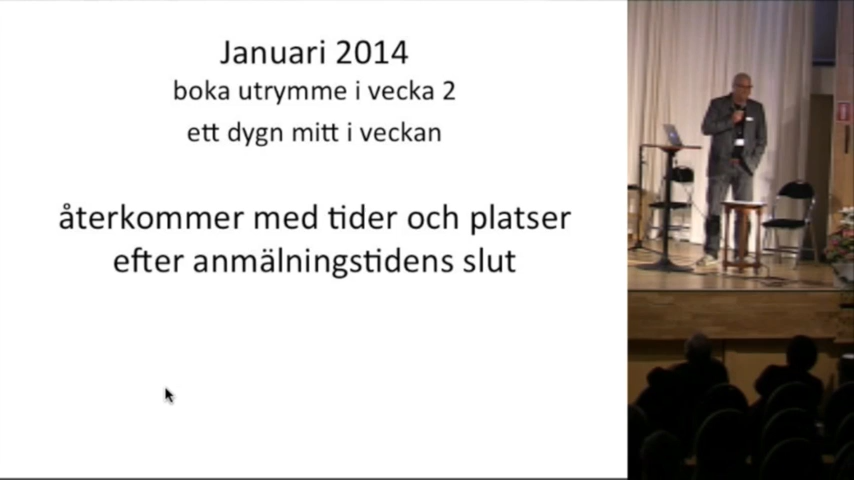 Januari 2014
boka utrymme i vecka 2
ett dygn mitt i veckan
återkommer med tider och platser
efter anmälningstidens slut